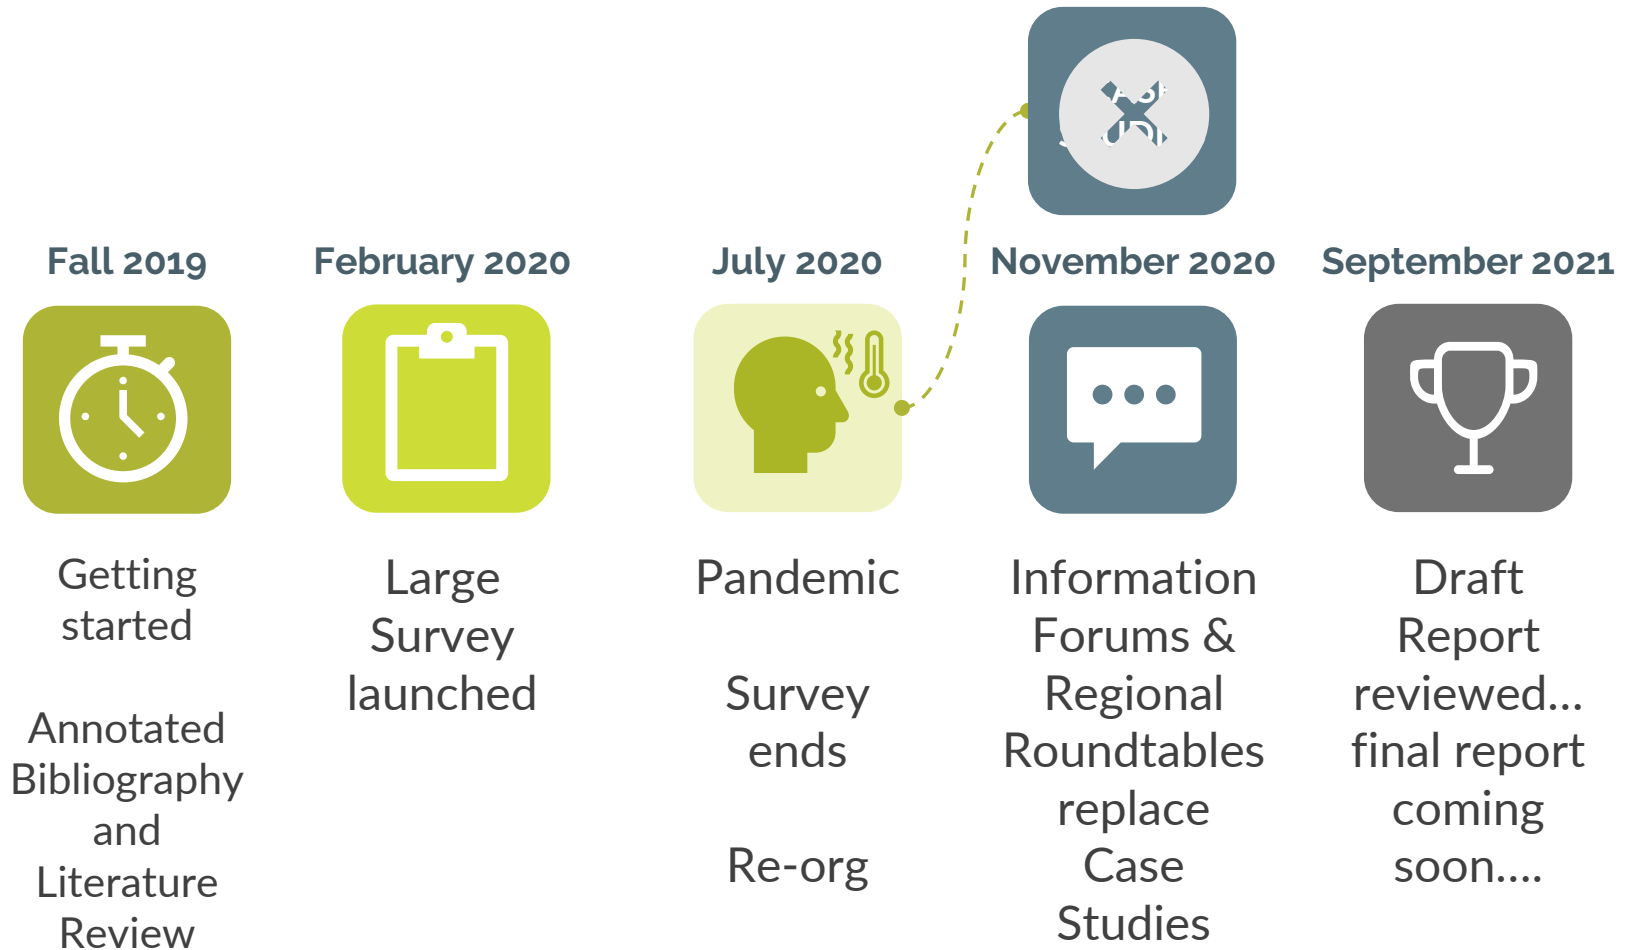 Fall 2019
Getting
started
Annotated
Bibliography
and
Literature
Review
February 2020
Large
Survey
launched
July 2020
Pandemic
Survey
ends
Re-org
November 2020
Information
Forums &
Regional
Roundtables
replace
Case
Studies
September 2021
Draft
Report
reviewed...
final report
coming
soon....